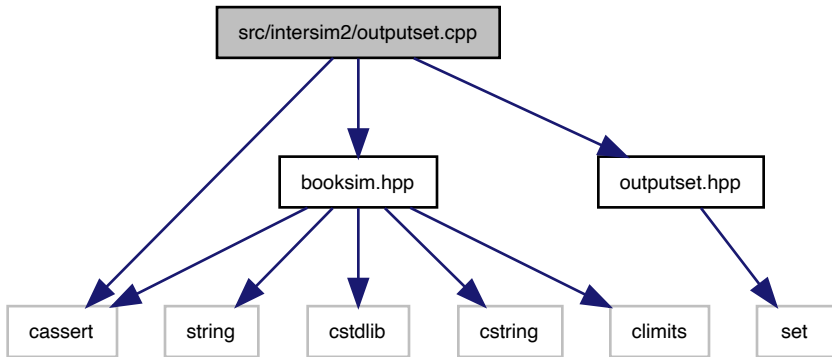 src/intersim2/outputset.cpp
booksim.hpp
outputset.hpp
cassert
string
cstdlib
cstring
climits
set